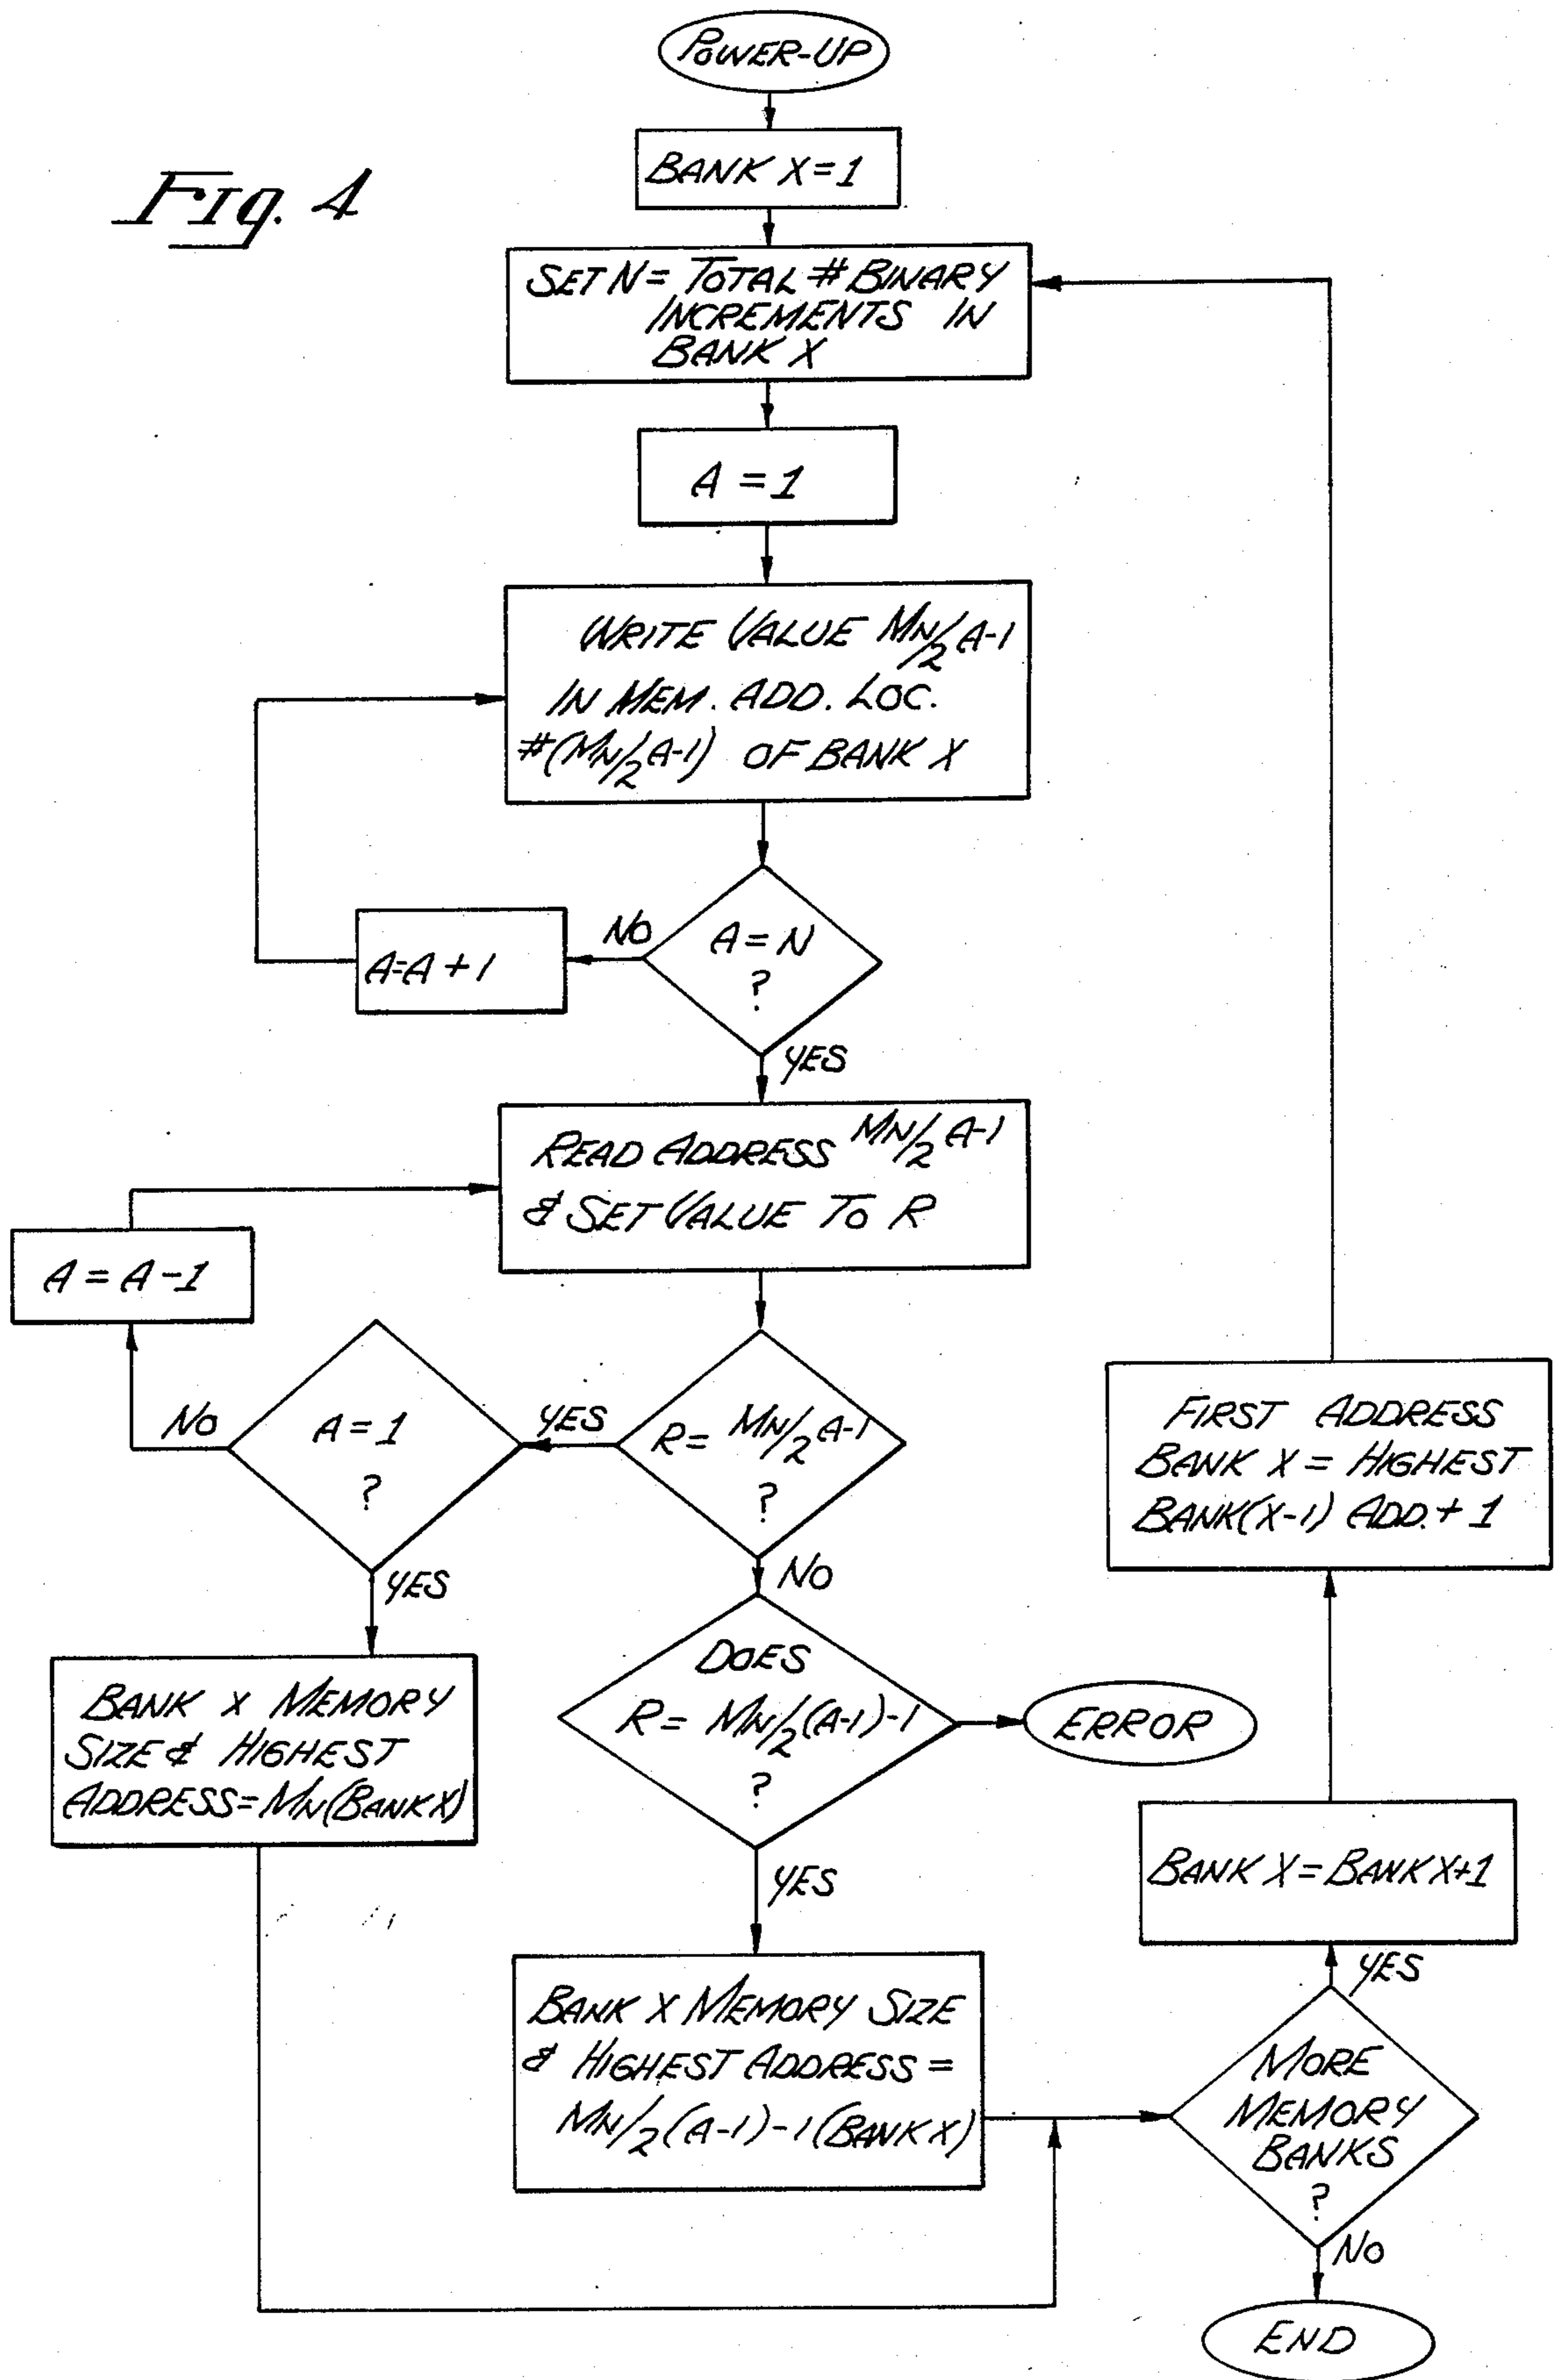 Fig. 4
POWER-UP
BANK X=1
SET N= TOTAL # BINARY
INCREMENTS IN
BANK X
A = 1
WRITE VALUE MN/2 A-1
IN MEM. ADD. LOC.
#(MN/2 A-1) OF BANK X
A = N
?
NO
A=A+1
YES
READ ADDRESS MN/2 A-1
& SET VALUE TO R
A = A-1
NO
A = 1
?
YES
R= MN/2 A-1
?
YES
NO
FIRST ADDRESS
BANK X = HIGHEST
BANK(X-1) ADD.+ 1
BANK X MEMORY
SIZE & HIGHEST
ADDRESS=MN(BANK X)
DOES
R= MN/2(A-1)-1
?
ERROR
YES
BANK X=BANK X+1
BANK X MEMORY SIZE
& HIGHEST ADDRESS =
MN/2(A-1)-1(BANK X)
YES
MORE
MEMORY
BANKS
?
NO
END